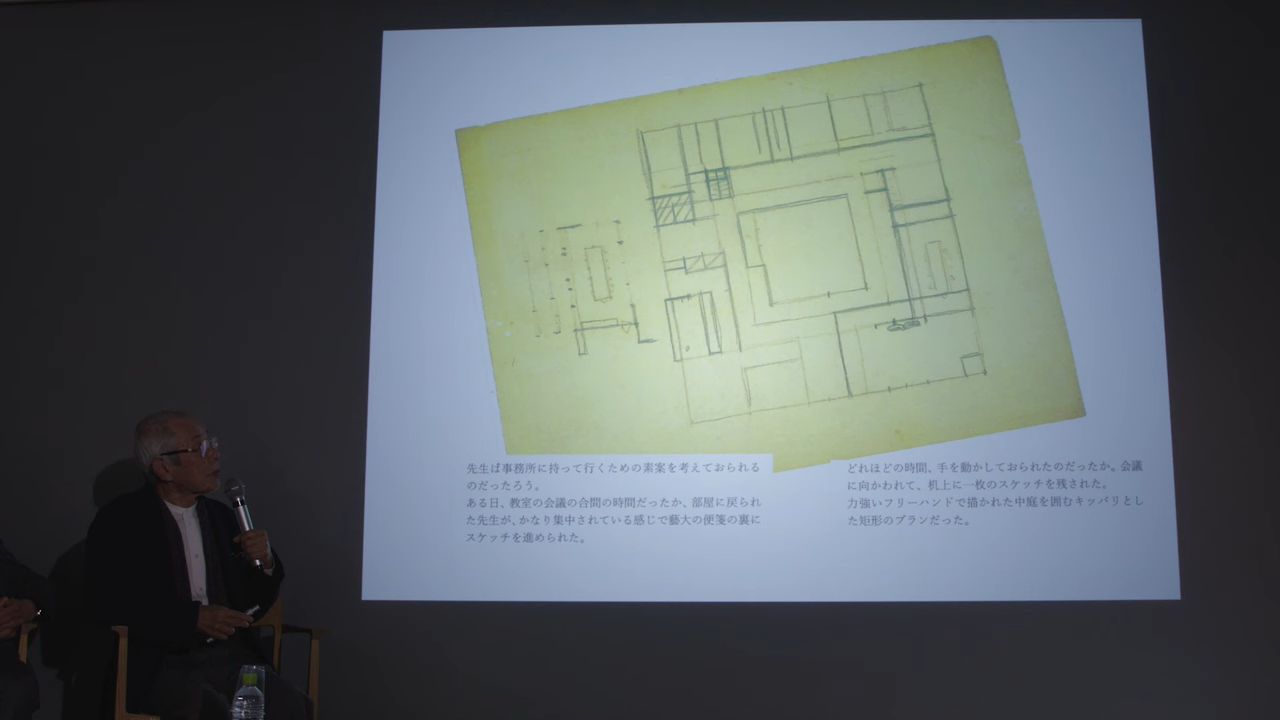 先生は事務所に持って行くための素案を考えておられる
のだったろう。
ある日、教室の会議の合間の時間だったか、部屋に戻られ
た先生が、かなり集中されている感じで藝大の便箋の裏に
スケッチを進められた。
どれほどの時間、手を動かしておられたのだったか。会議
に向かわれて、机上に一枚のスケッチを残された。
力強いフリーハンドで描かれた中庭を囲むキッパリとし
た矩形のプランだった。